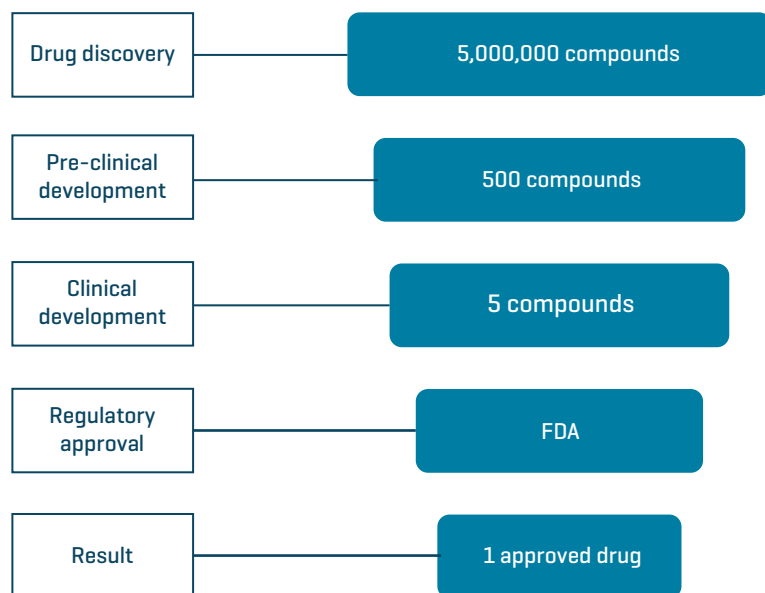 Drug discovery
5,000,000 compounds
Pre-clinical
development
500 compounds
Clinical
development
5 compounds
Regulatory
approval
FDA
Result
1 approved drug